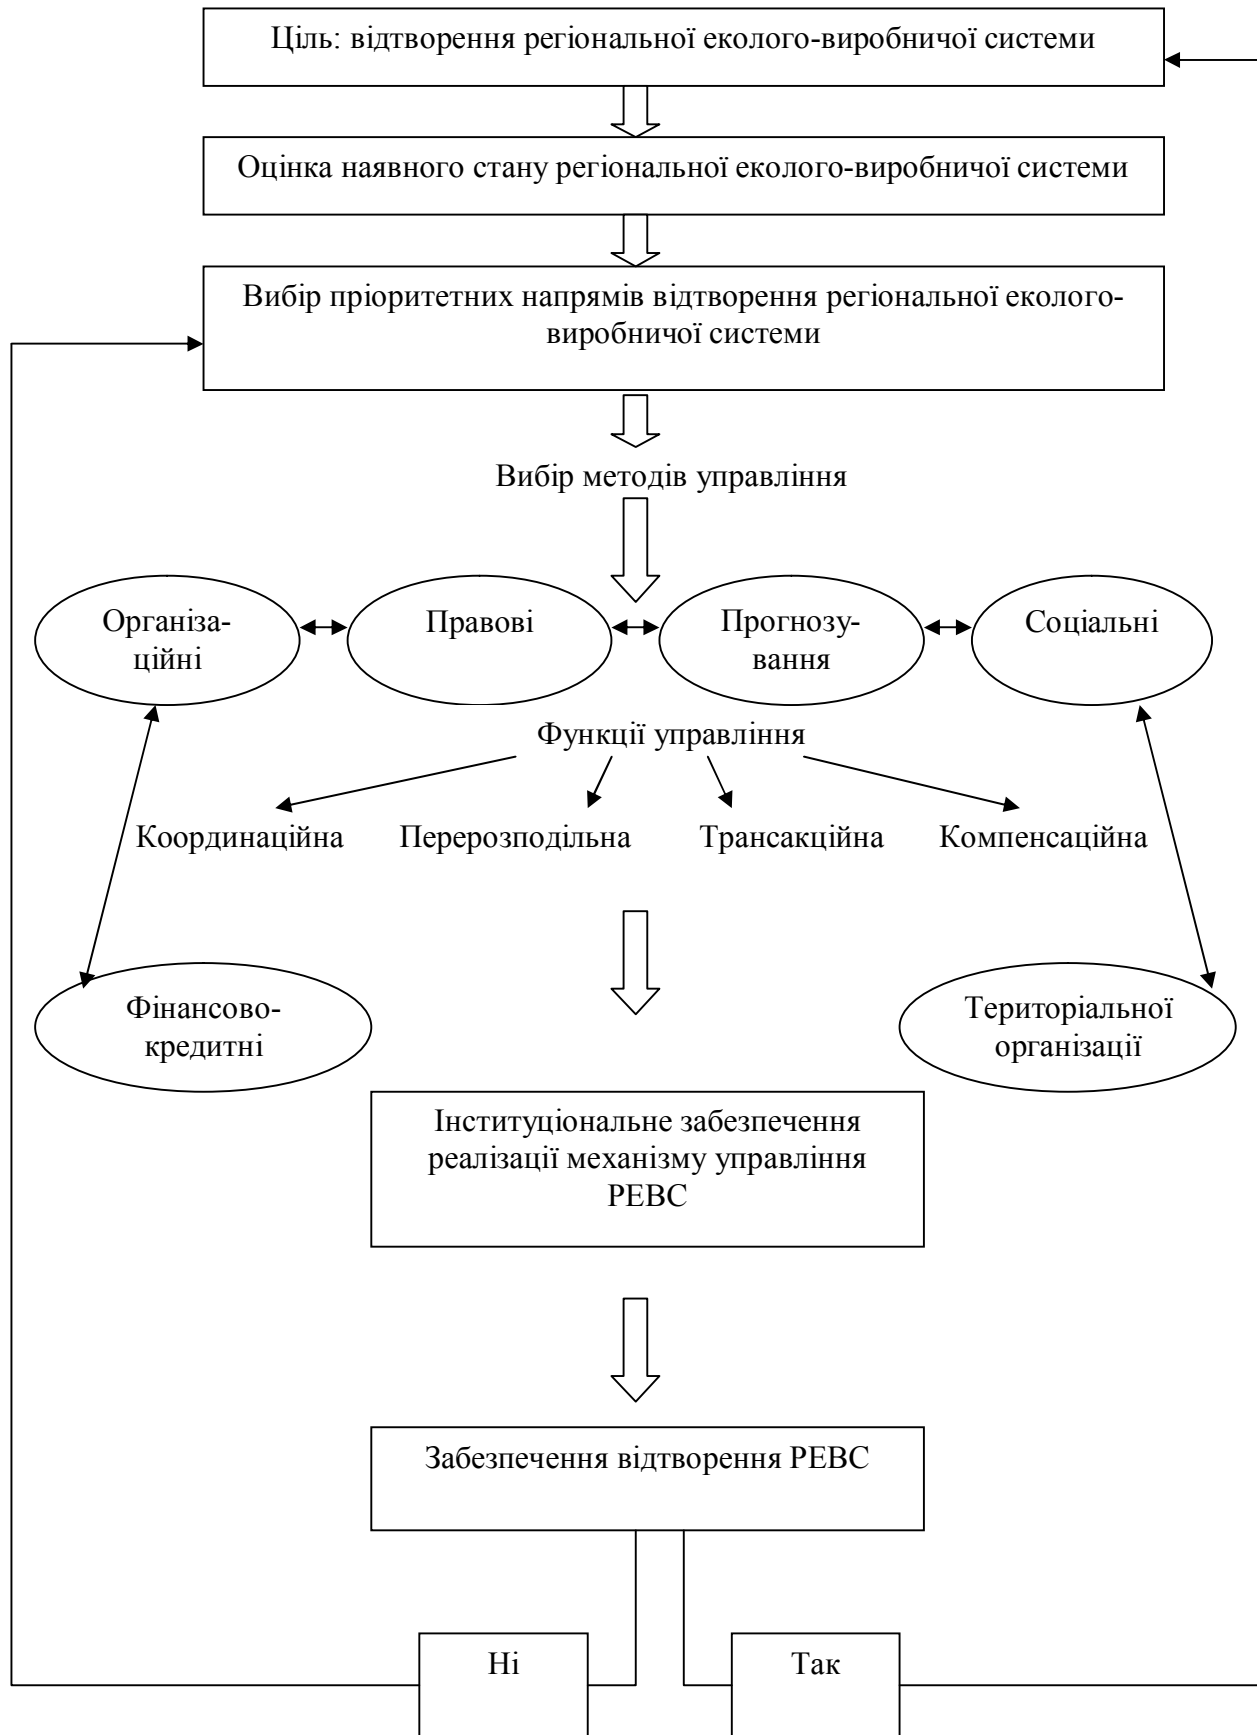 Ціль: відтворення регіональної еколого-виробничої системи
Оцінка наявного стану регіональної еколого-виробничої системи
Вибір пріоритетних напрямів відтворення регіональної еколого-
виробничої системи
Вибір методів управління
Організа-
ційні
Правові
Прогнозу-
вання
Соціальні
Функції управління
Координаційна
Перерозподільна
Трансакційна
Компенсаційна
Фінансово-
кредитні
Територіальної
організації
Інституціональне забезпечення
реалізації механізму управління
РЕВС
Забезпечення відтворення РЕВС
Ні
Так